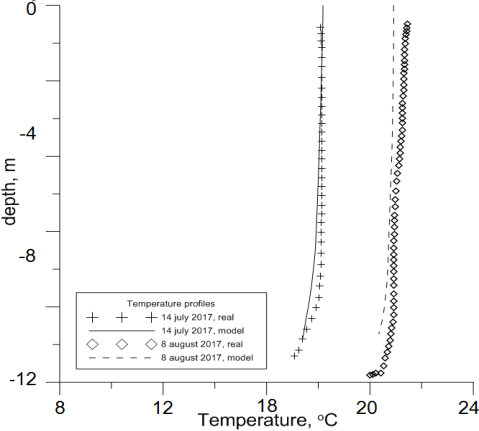 0
-4
-8
-12
depth, m
Temperature profiles
14 july 2017, real
14 july 2017, model
8 august 2017, real
8 august 2017, model
8 12 18 20 24
Temperature, °C